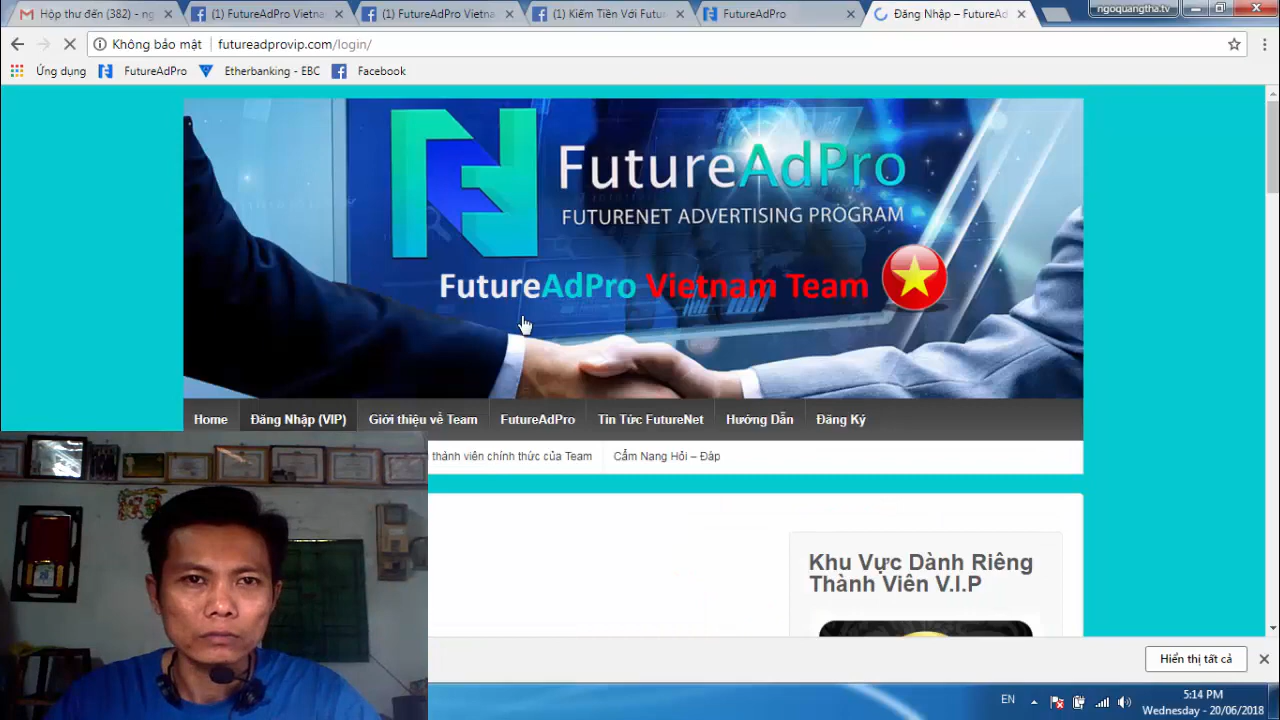 Hộp thư đến (382) - ng
(1) FutureAdPro Vietna
(1) FutureAdPro Vietna
(1) Kiếm Tiền Với Futur
FutureAdPro
Đăng Nhập – FutureAd
ngoquangtha.tv
Không bảo mật
futureadprovip.com/login/
Ứng dụng
FutureAdPro
Etherbanking - EBC
Facebook
FutureAdPro
FUTURENET ADVERTISING PROGRAM
FutureAdPro Vietnam Team
Home
Đăng Nhập (VIP)
Giới thiệu về Team
FutureAdPro
Tin Tức FutureNet
Hướng Dẫn
Đăng Ký
thành viên chính thức của Team
Cẩm Nang Hỏi – Đáp
Khu Vực Dành Riêng
Thành Viên V.I.P
Hiển thị tất cả
EN
5:14 PM
Wednesday - 20/06/2018